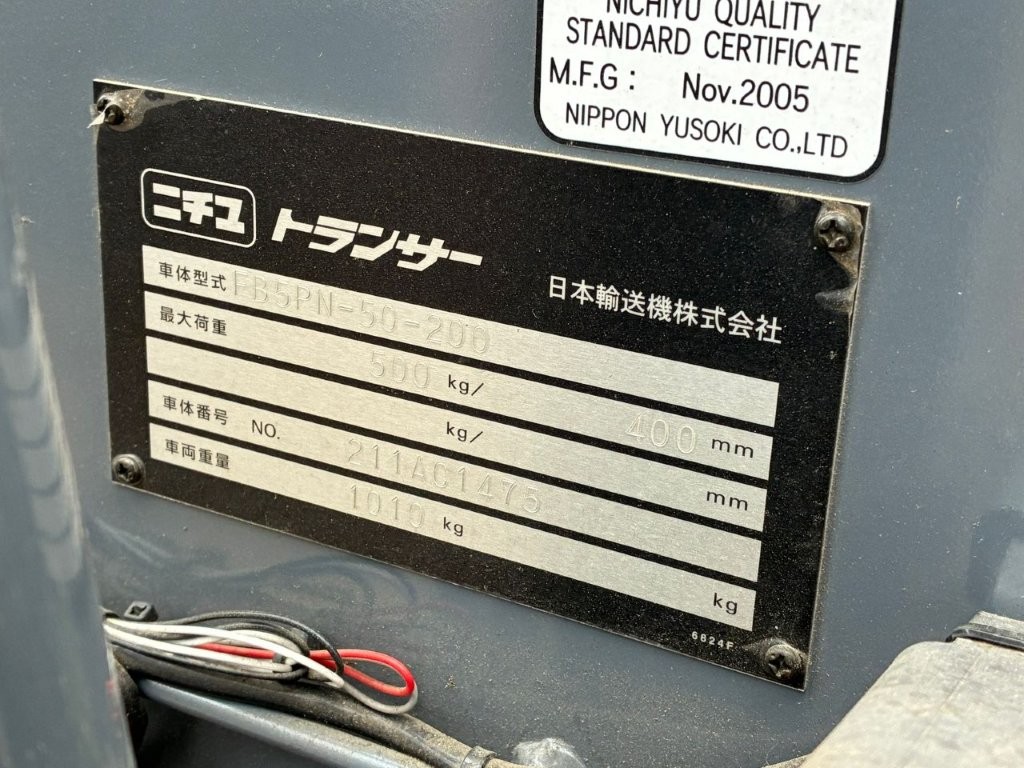 NICHIYU QUALITY
STANDARD CERTIFICATE
M.F.G : Nov.2005
NIPPON YUSOKI CO.,LTD
ニチユ トランサー
日本輸送機株式会社
車体型式 FB5PN-50-200
最大荷重 500 kg/ 400 mm
kg/ mm
車体番号 NO. 211AC1475
車両重量 1010 kg kg
6624F